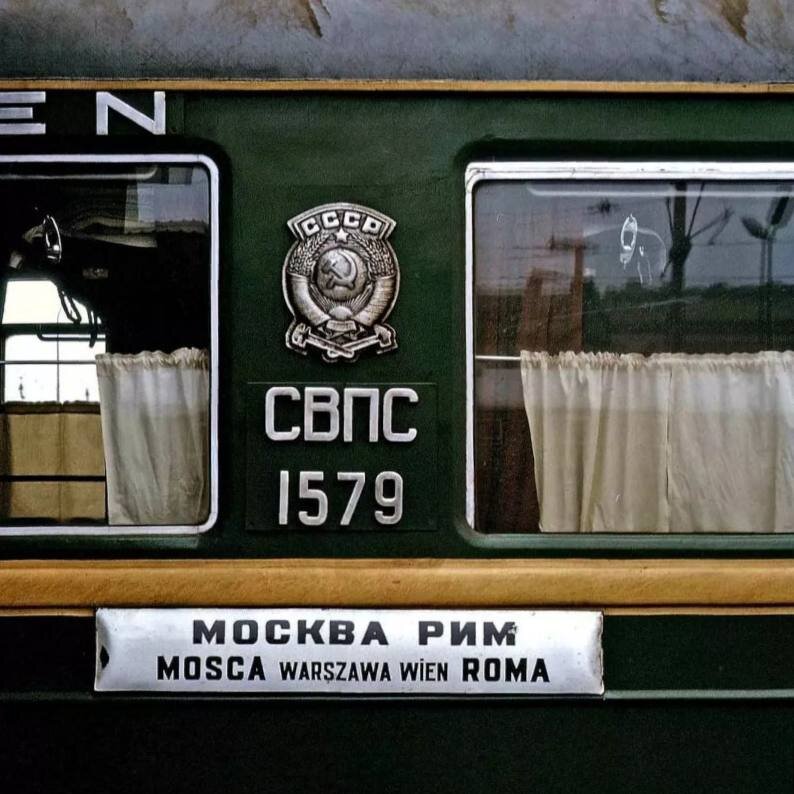 EN
СССР
СВПС
1579
МОСКВА РИМ
MOSCA WARSZAWA WiEN ROMA